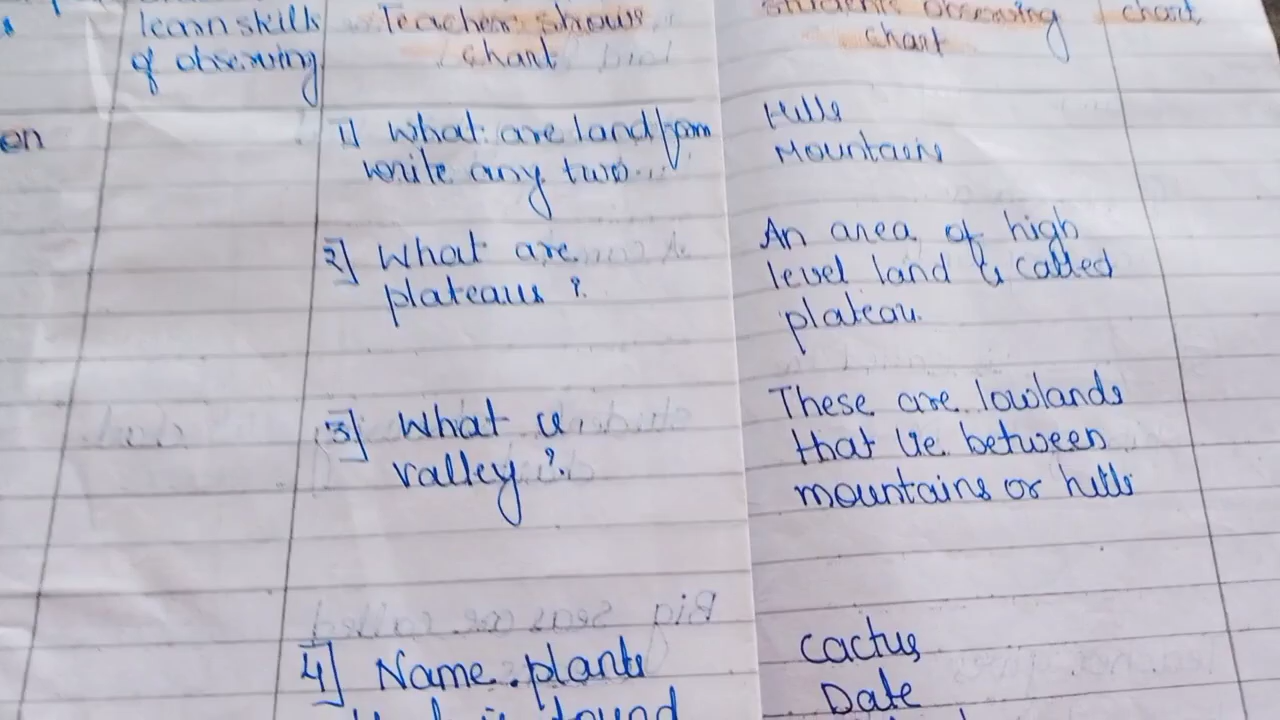 learn skills
of observing
Teacher shows
chart
students observing
chart
chart
en
1] What are landform
write any two...
Hills
Mountains
2] What are
plateaus ?
An area of high
level land is called
plateau.
3] What is
valley ?
These are lowlands
that lie between
mountains or hills
4] Name plants
found
Cactus
Date